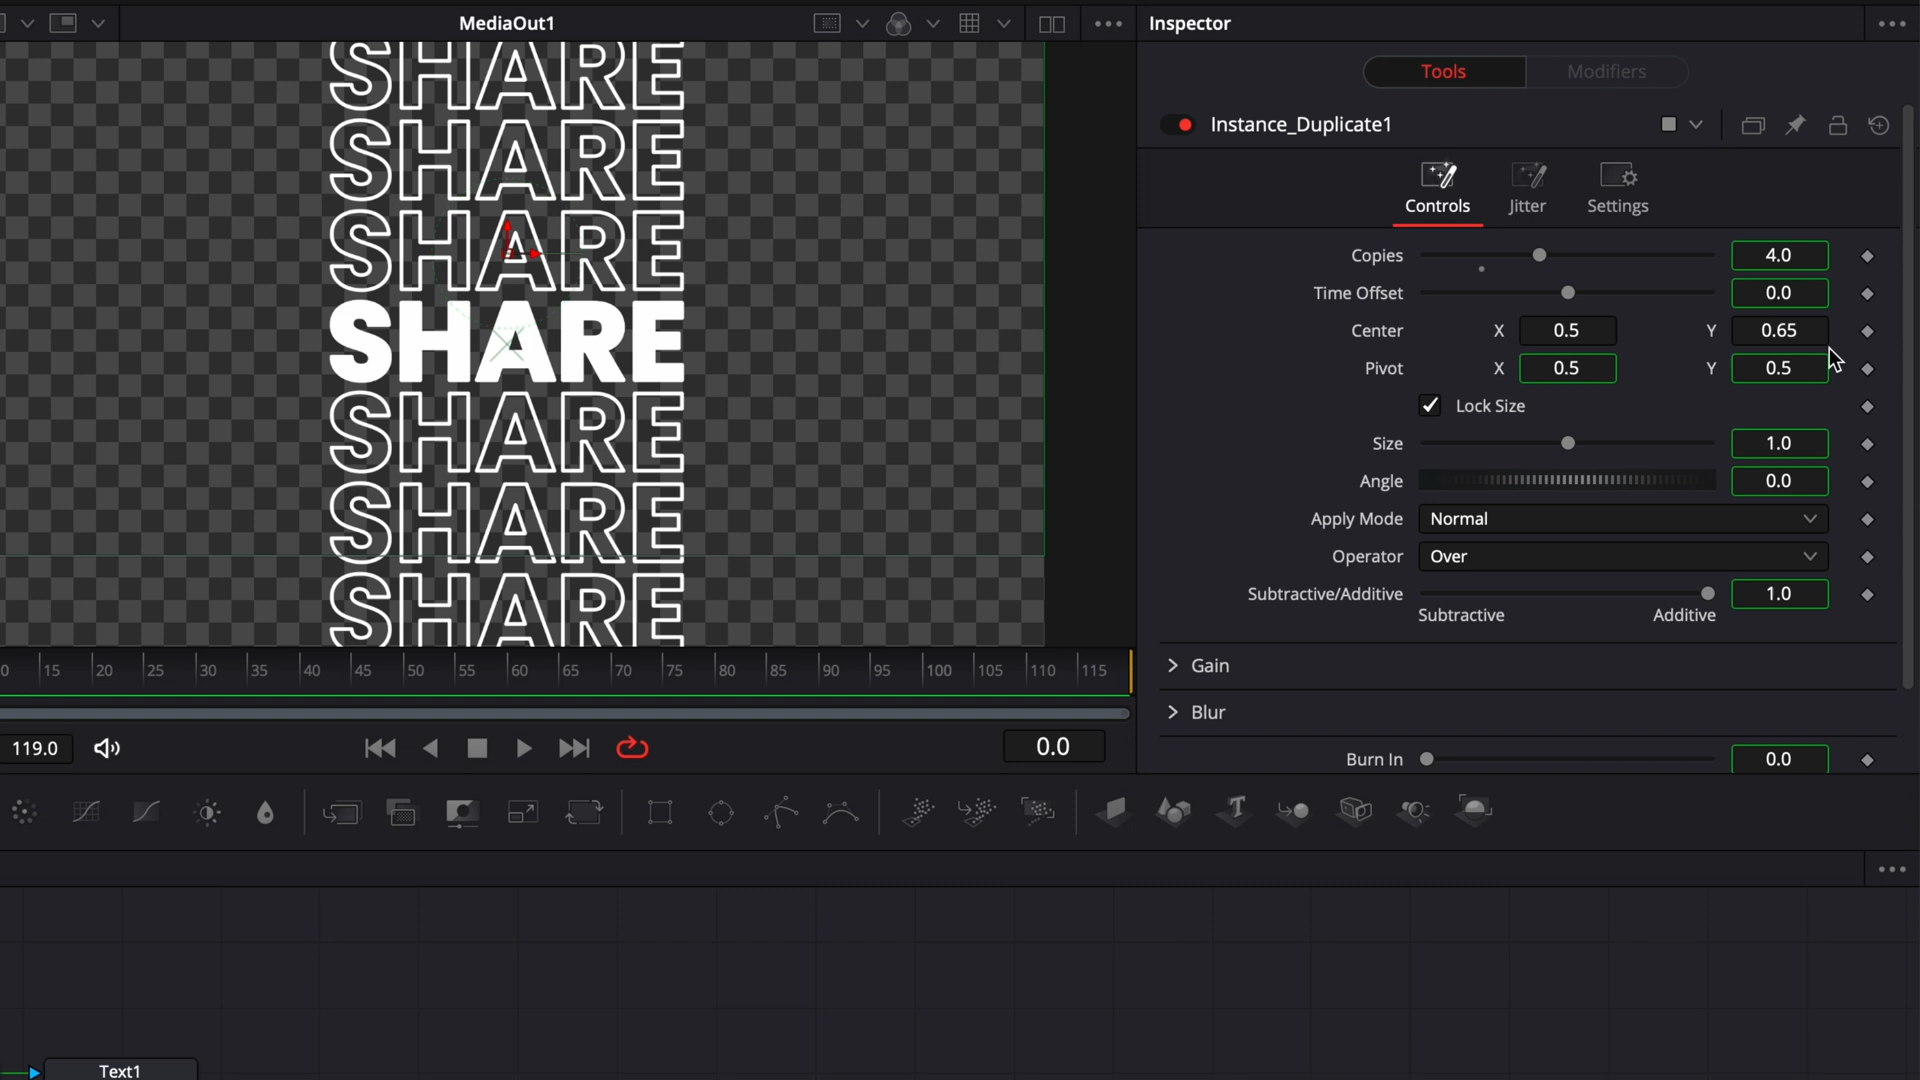 MediaOut1
Inspector
Tools
Modifiers
SHARE
SHARE
SHARE
SHARE
SHARE
SHARE
SHARE
Instance_Duplicate1
Controls
Jitter
Settings
Copies 4.0
Time Offset 0.0
Center X 0.5 Y 0.65
Pivot X 0.5 Y 0.5
Lock Size
Size 1.0
Angle 0.0
Apply Mode Normal
Operator Over
Subtractive/Additive 1.0
Subtractive Additive
Gain
Blur
Burn In 0.0
0 15 20 25 30 35 40 45 50 55 60 65 70 75 80 85 90 95 100 105 110 115
119.0
0.0
T
Text1